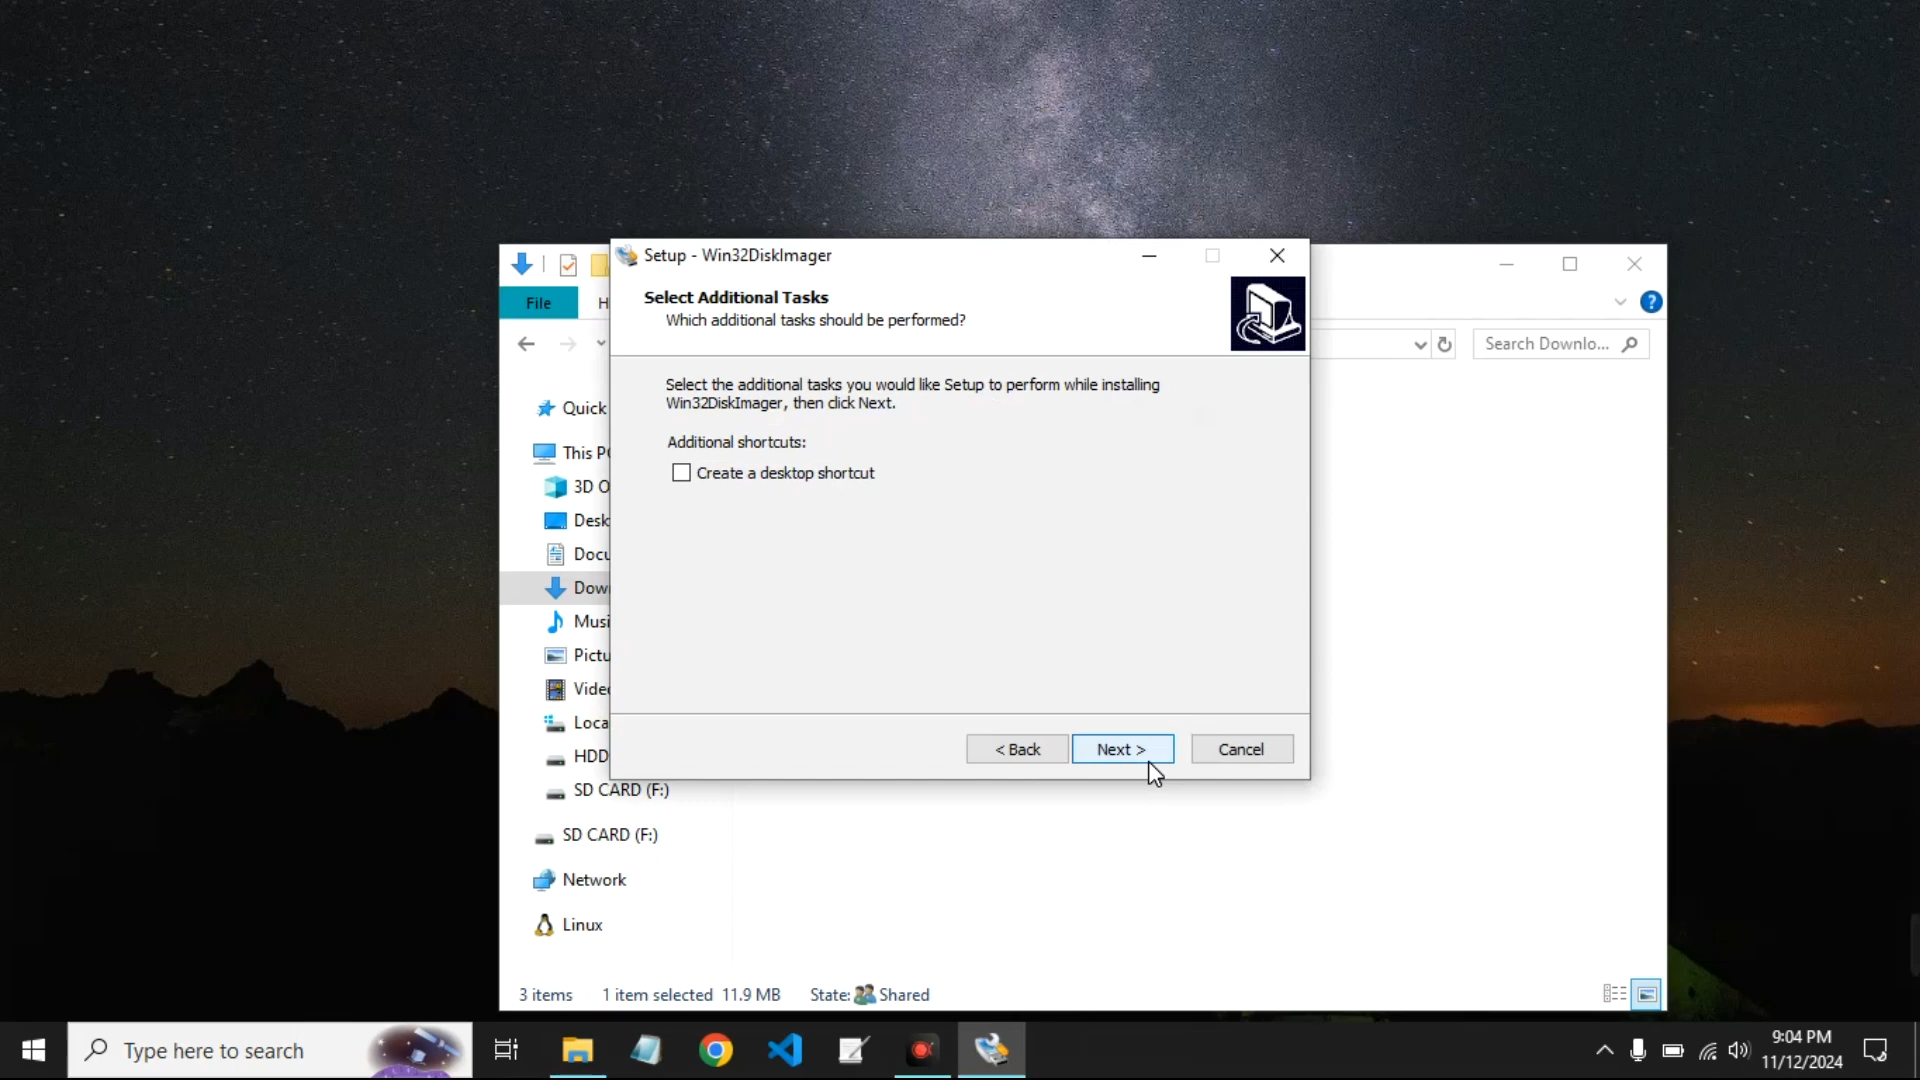 Setup - Win32DiskImager
File
H
Select Additional Tasks
Which additional tasks should be performed?
?
Search Downlo...
Select the additional tasks you would like Setup to perform while installing
Win32DiskImager, then click Next.
Additional shortcuts:
Create a desktop shortcut
Quick
This P
3D O
Desk
Docu
Dow
Musi
Pictu
Vide
Loca
HDD
SD CARD (F:)
SD CARD (F:)
Network
Linux
< Back
Next >
Cancel
3 items
1 item selected 11.9 MB
State: Shared
Type here to search
9:04 PM
11/12/2024